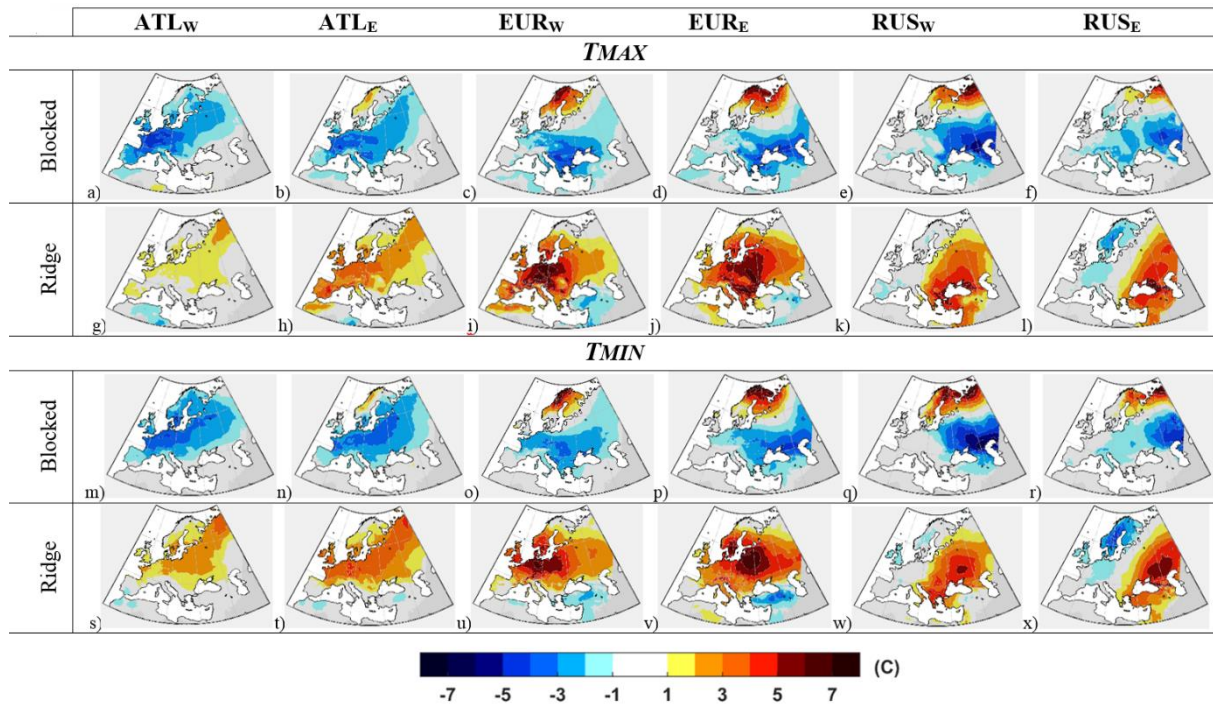 ATLW ATLE EURW EURE RUSW RUSE
TMAX
Blocked
a) b) c) d) e) f)
Ridge
g) h) i) j) k) l)
TMIN
Blocked
m) n) o) p) q) r)
Ridge
s) t) u) v) w) x)
(C)
-7 -5 -3 -1 1 3 5 7